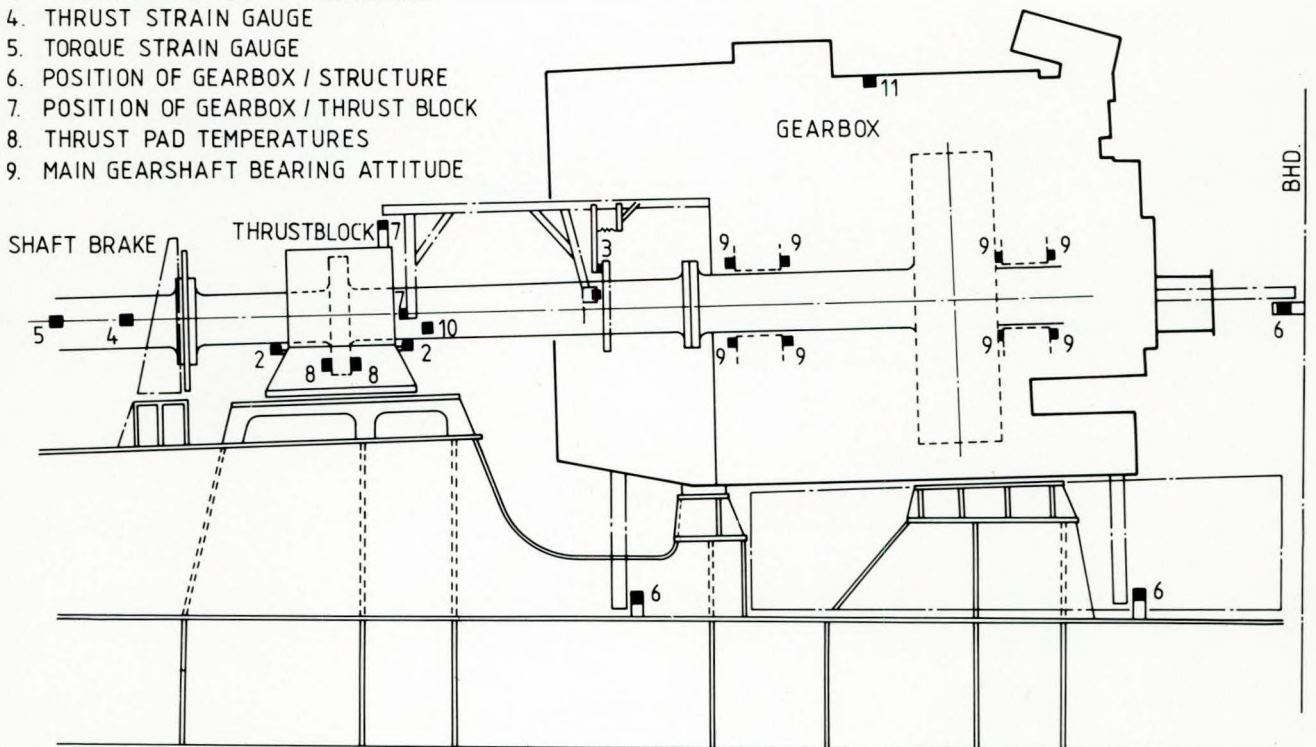 4. THRUST STRAIN GAUGE
5. TORQUE STRAIN GAUGE
6. POSITION OF GEARBOX / STRUCTURE
7. POSITION OF GEARBOX / THRUST BLOCK
8. THRUST PAD TEMPERATURES
9. MAIN GEARSHAFT BEARING ATTITUDE
11
GEARBOX
BHD.
SHAFT BRAKE
THRUSTBLOCK 7
3
9 9 9 9
7
1
5 4 10 6
2 2
8 8
9 9 9 9
6 6